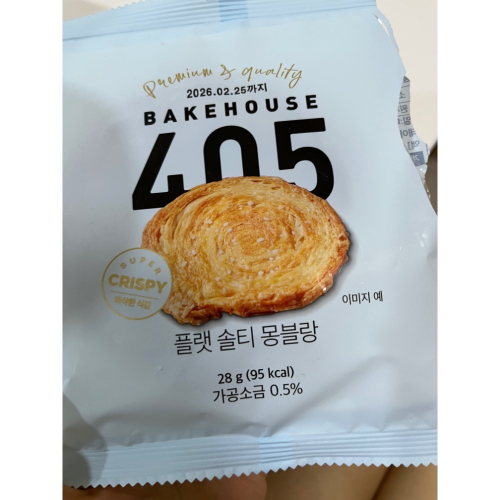 Premium & quality
2026.02.25까지
BAKEHOUSE
405
SUPER
CRISPY
이미지 예
플랫 솔티 몽블랑
28 g (95 kcal)
가공소금 0.5%